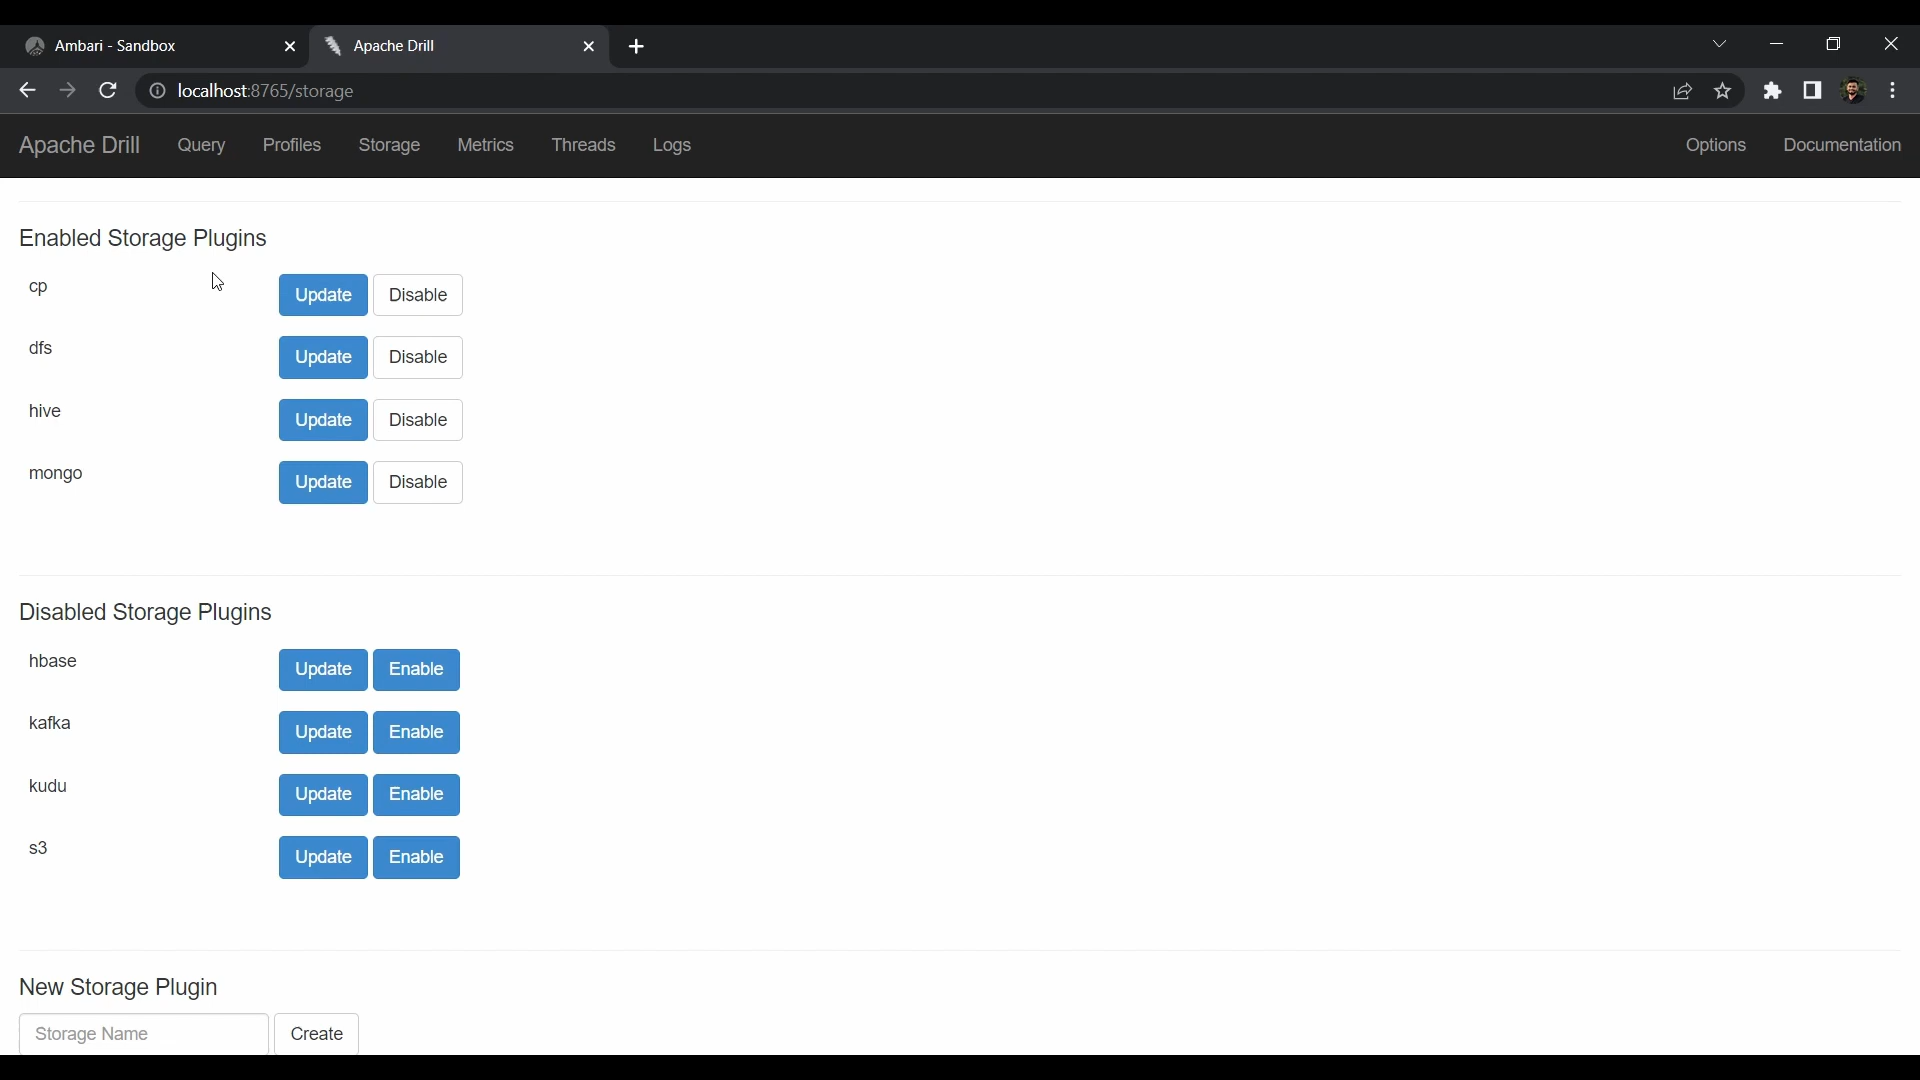 Ambari - Sandbox
Apache Drill
localhost:8765/storage
Apache Drill Query Profiles Storage Metrics Threads Logs Options Documentation
Enabled Storage Plugins
cp Update Disable
dfs Update Disable
hive Update Disable
mongo Update Disable
Disabled Storage Plugins
hbase Update Enable
kafka Update Enable
kudu Update Enable
s3 Update Enable
New Storage Plugin
Storage Name Create